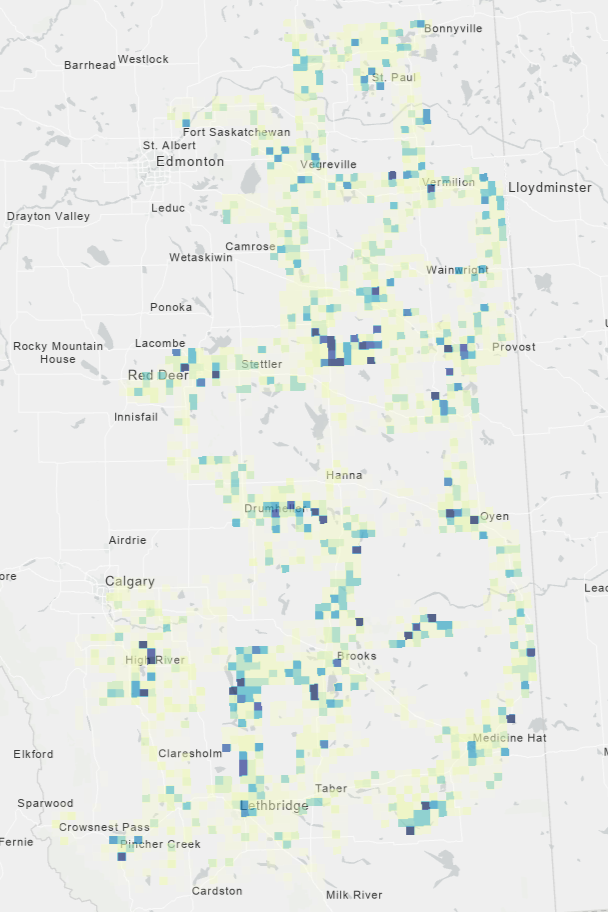 Bonnyville
Westlock
Barrhead
St. Paul
Fort Saskatchewan
St. Albert
Edmonton
Vegreville
Vermilion
Lloydminster
Leduc
Drayton Valley
Camrose
Wetaskiwin
Wainwright
Ponoka
Lacombe
Rocky Mountain
House
Provost
Stettler
Red Deer
Innisfail
Hanna
Drumheller
Oyen
Airdrie
ore
Calgary
Leac
Brooks
High River
Medicine Hat
Elkford
Claresholm
Taber
Sparwood
Lethbridge
Crowsnest Pass
Fernie
Pincher Creek
Cardston
Milk River